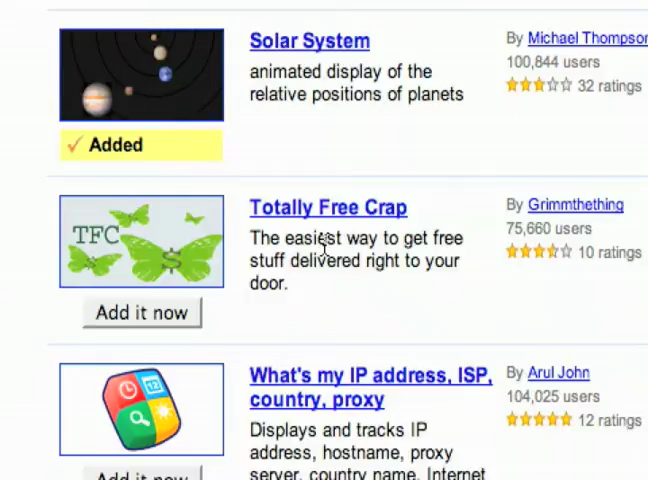 Solar System
animated display of the
relative positions of planets
By Michael Thompson
100,844 users
32 ratings
✓ Added
TFC
$
$
Totally Free Crap
The easiest way to get free
stuff delivered right to your
door.
By Grimmthething
75,660 users
10 ratings
Add it now
12
What's my IP address, ISP,
country, proxy
Displays and tracks IP
address, hostname, proxy
server, country name, Internet
By Arul John
104,025 users
12 ratings
Add it now